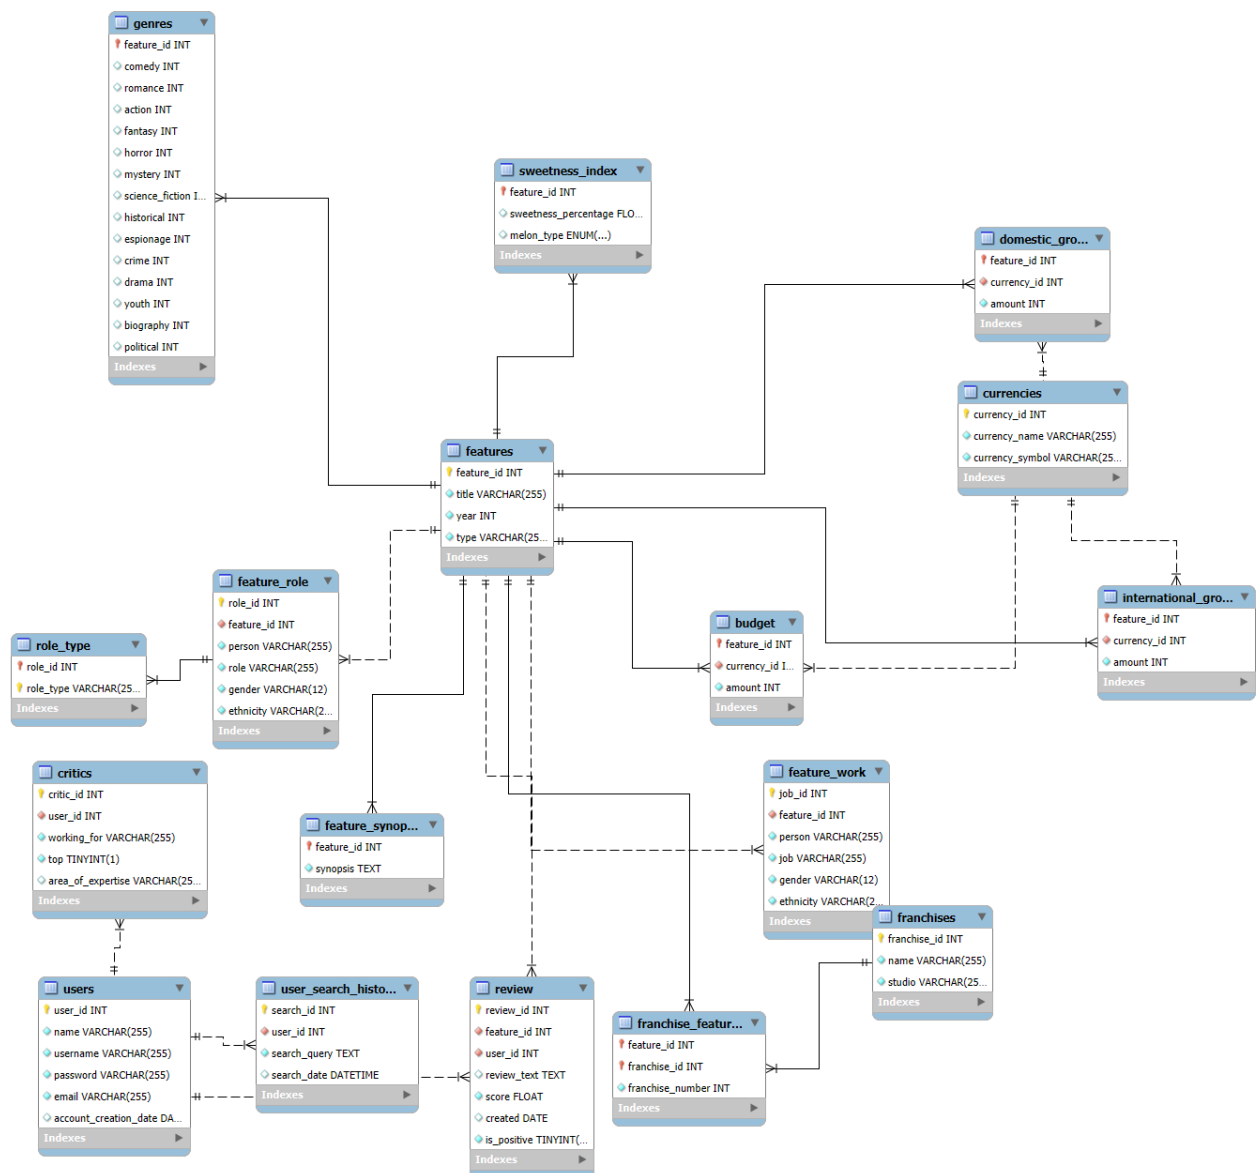 genres
feature_id INT
comedy INT
romance INT
action INT
fantasy INT
horror INT
mystery INT
science_fiction I...
historical INT
espionage INT
crime INT
drama INT
youth INT
biography INT
political INT
Indexes
sweetness_index
feature_id INT
sweetness_percentage FLO...
melon_type ENUM(...)
Indexes
domestic_gro...
feature_id INT
currency_id INT
amount INT
Indexes
currencies
currency_id INT
currency_name VARCHAR(255)
currency_symbol VARCHAR(25...
Indexes
features
feature_id INT
title VARCHAR(255)
year INT
type VARCHAR(25...
Indexes
feature_role
role_id INT
feature_id INT
person VARCHAR(255)
role VARCHAR(255)
gender VARCHAR(12)
ethnicity VARCHAR(2...
Indexes
role_type
role_id INT
role_type VARCHAR(25...
Indexes
budget
feature_id INT
currency_id I...
amount INT
Indexes
international_gro...
feature_id INT
currency_id INT
amount INT
Indexes
critics
critic_id INT
user_id INT
working_for VARCHAR(255)
top TINYINT(1)
area_of_expertise VARCHAR(25...
Indexes
feature_synop...
feature_id INT
synopsis TEXT
Indexes
feature_work
job_id INT
feature_id INT
person VARCHAR(255)
job VARCHAR(255)
gender VARCHAR(12)
ethnicity VARCHAR(2...
Indexes
franchises
franchise_id INT
name VARCHAR(255)
studio VARCHAR(25...
Indexes
users
user_id INT
name VARCHAR(255)
username VARCHAR(255)
password VARCHAR(255)
email VARCHAR(255)
account_creation_date DA...
Indexes
user_search_histo...
search_id INT
user_id INT
search_query TEXT
search_date DATETIME
Indexes
review
review_id INT
feature_id INT
user_id INT
review_text TEXT
score FLOAT
created DATE
is_positive TINYINT(...
Indexes
franchise_featur...
feature_id INT
franchise_id INT
franchise_number INT
Indexes